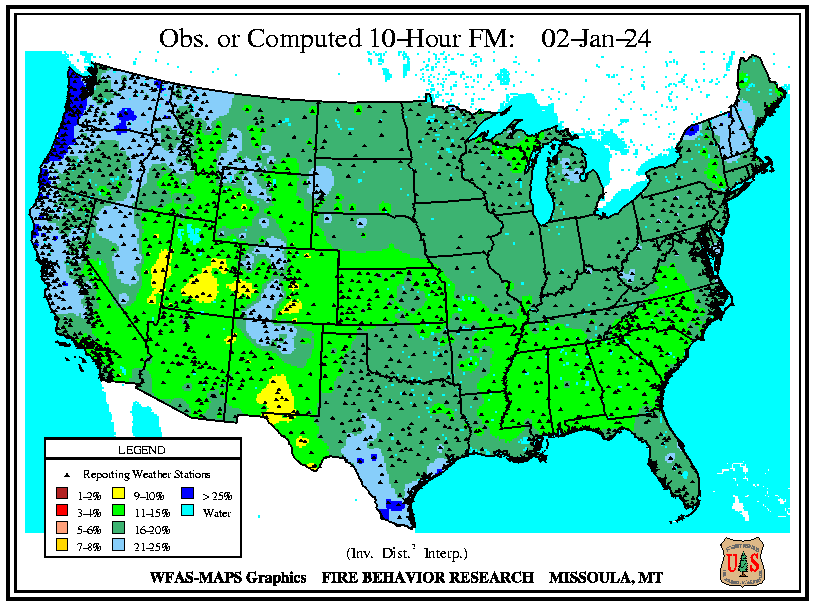 Obs. or Computed 10-Hour FM: 02-Jan-24
LEGEND
Reporting Weather Stations
1-2% 9-10% > 25%
3-4% 11-15% Water
5-6% 16-20%
7-8% 21-25%
(Inv. Dist.² Interp.)
WFAS-MAPS Graphics FIRE BEHAVIOR RESEARCH MISSOULA, MT
U S